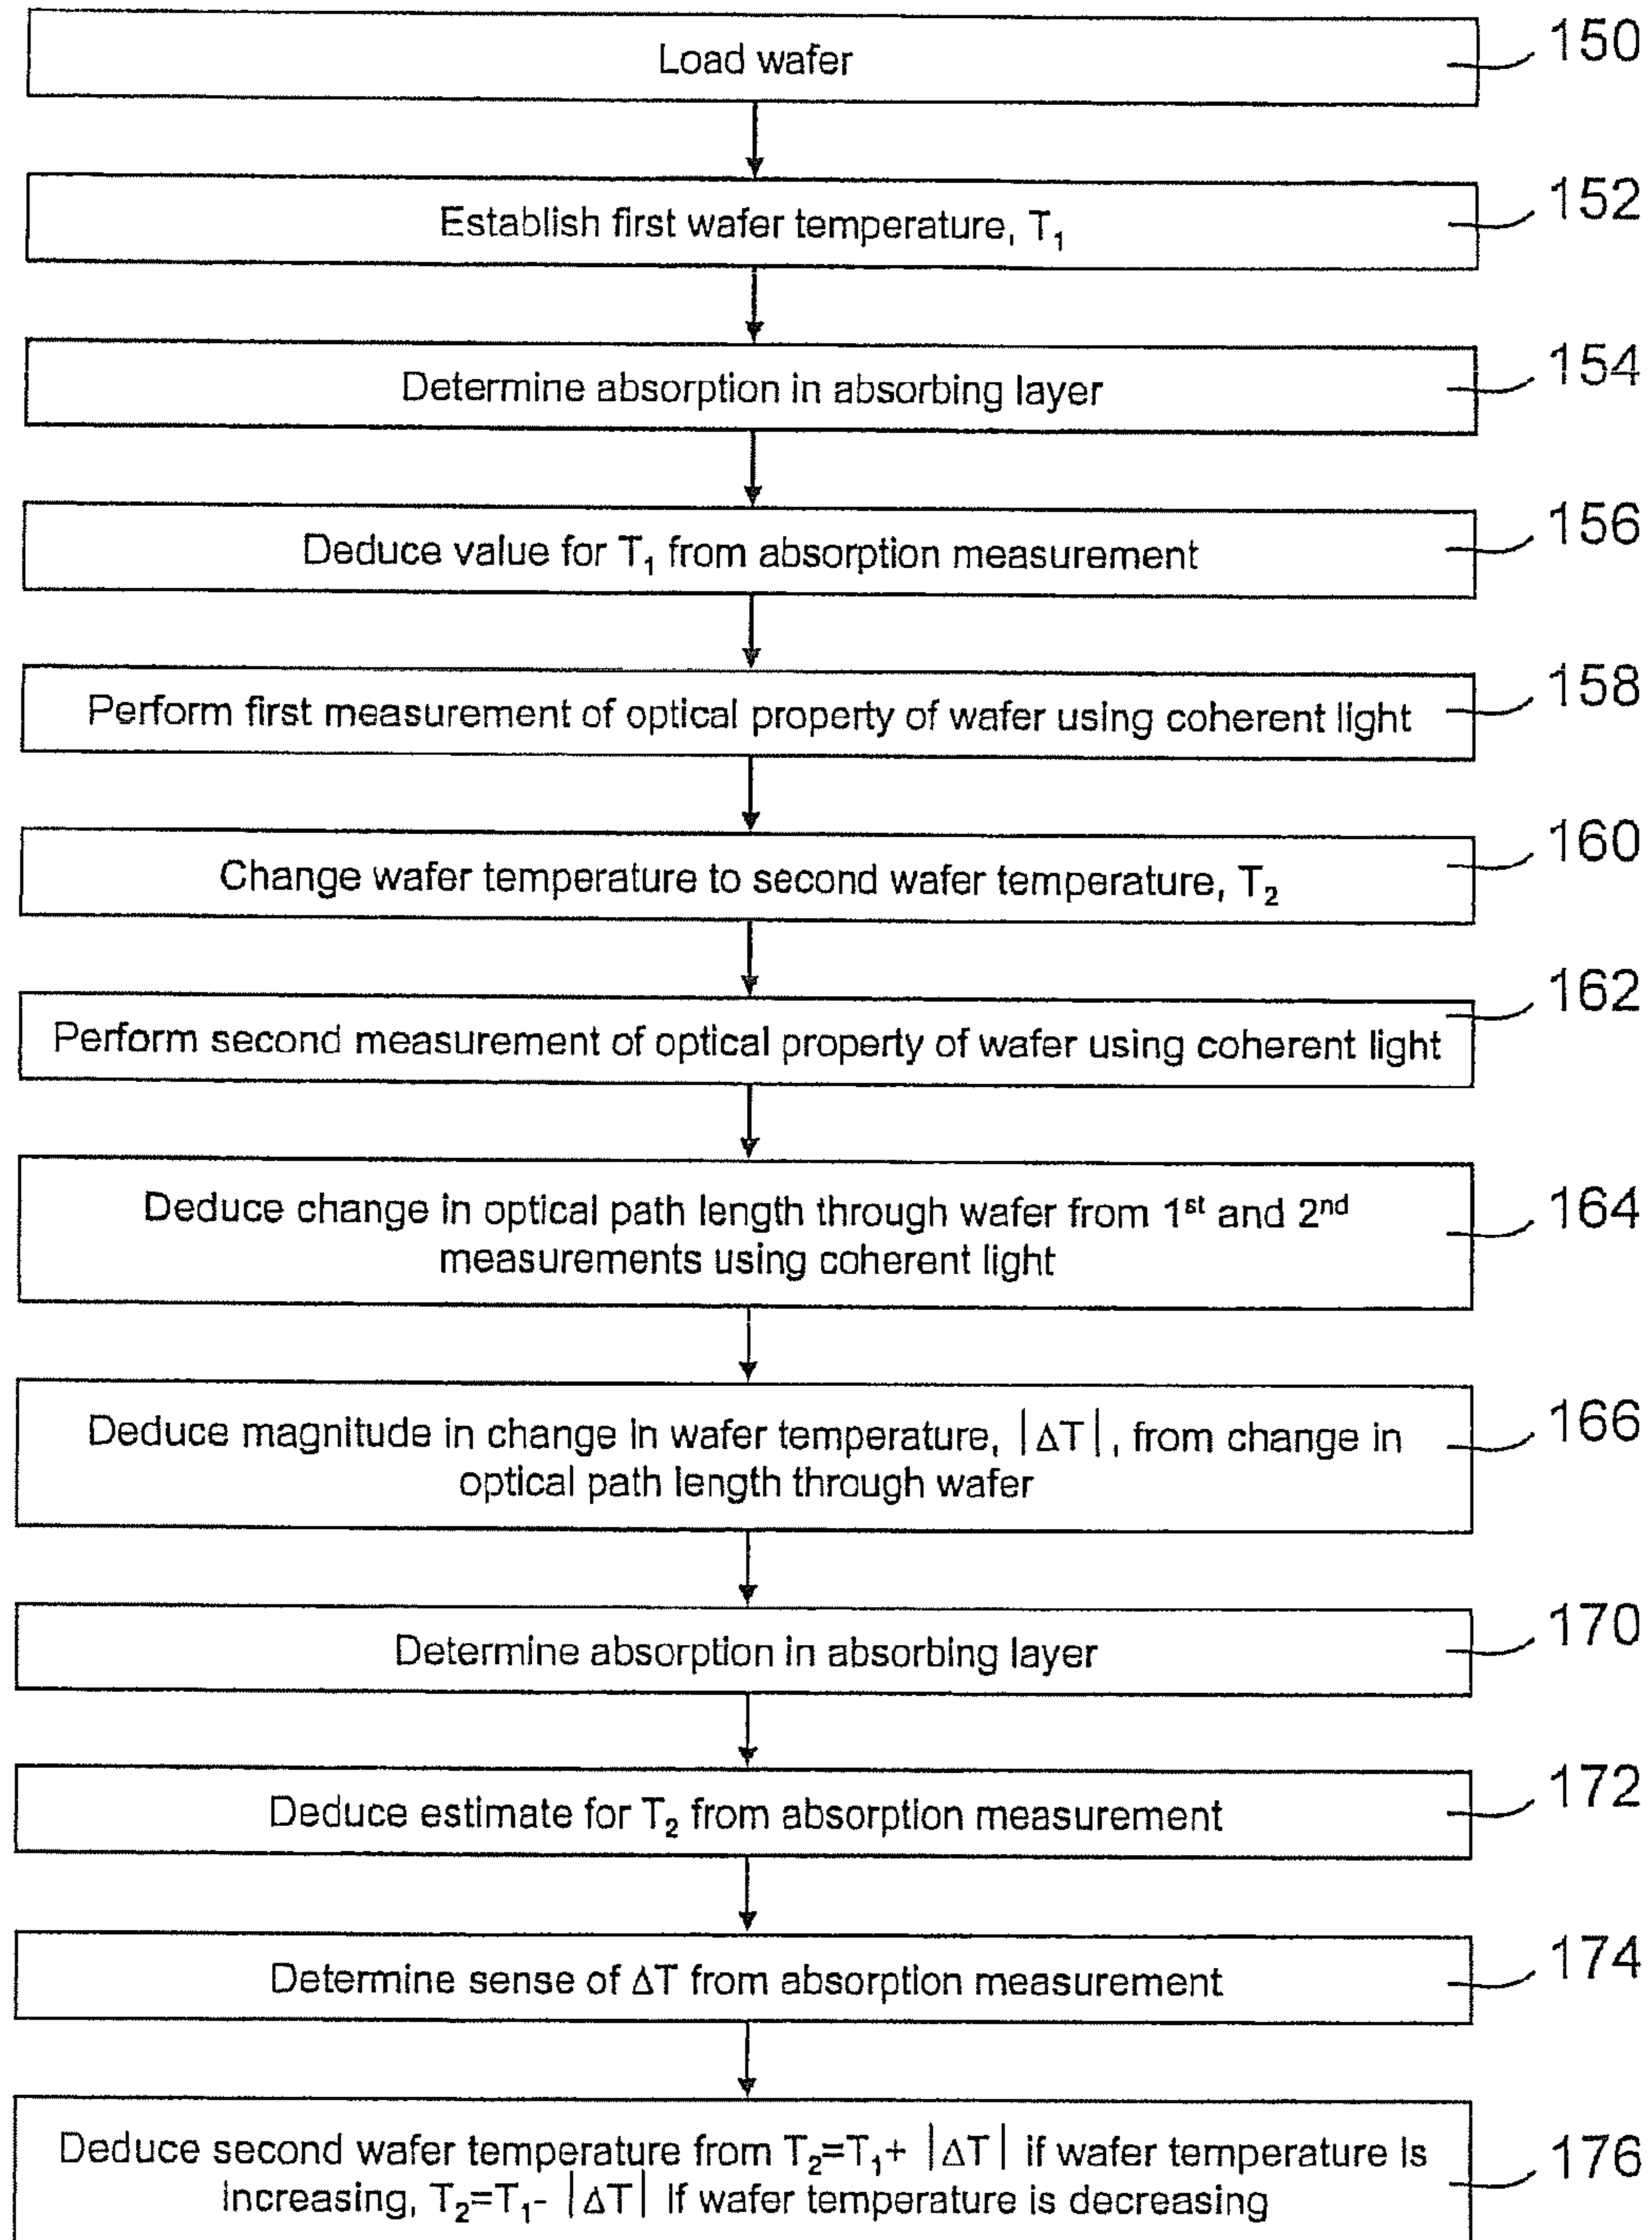 Load wafer
150
Establish first wafer temperature, T₁
152
Determine absorption in absorbing layer
154
Deduce value for T₁ from absorption measurement
156
Perform first measurement of optical property of wafer using coherent light
158
Change wafer temperature to second wafer temperature, T₂
160
Perform second measurement of optical property of wafer using coherent light
162
Deduce change in optical path length through wafer from 1ˢᵗ and 2ⁿᵈ
measurements using coherent light
164
Deduce magnitude in change in wafer temperature, |ΔT|, from change in
optical path length through wafer
166
Determine absorption in absorbing layer
170
Deduce estimate for T₂ from absorption measurement
172
Determine sense of ΔT from absorption measurement
174
Deduce second wafer temperature from T₂=T₁+ |ΔT| if wafer temperature is
increasing, T₂=T₁- |ΔT| if wafer temperature is decreasing
176